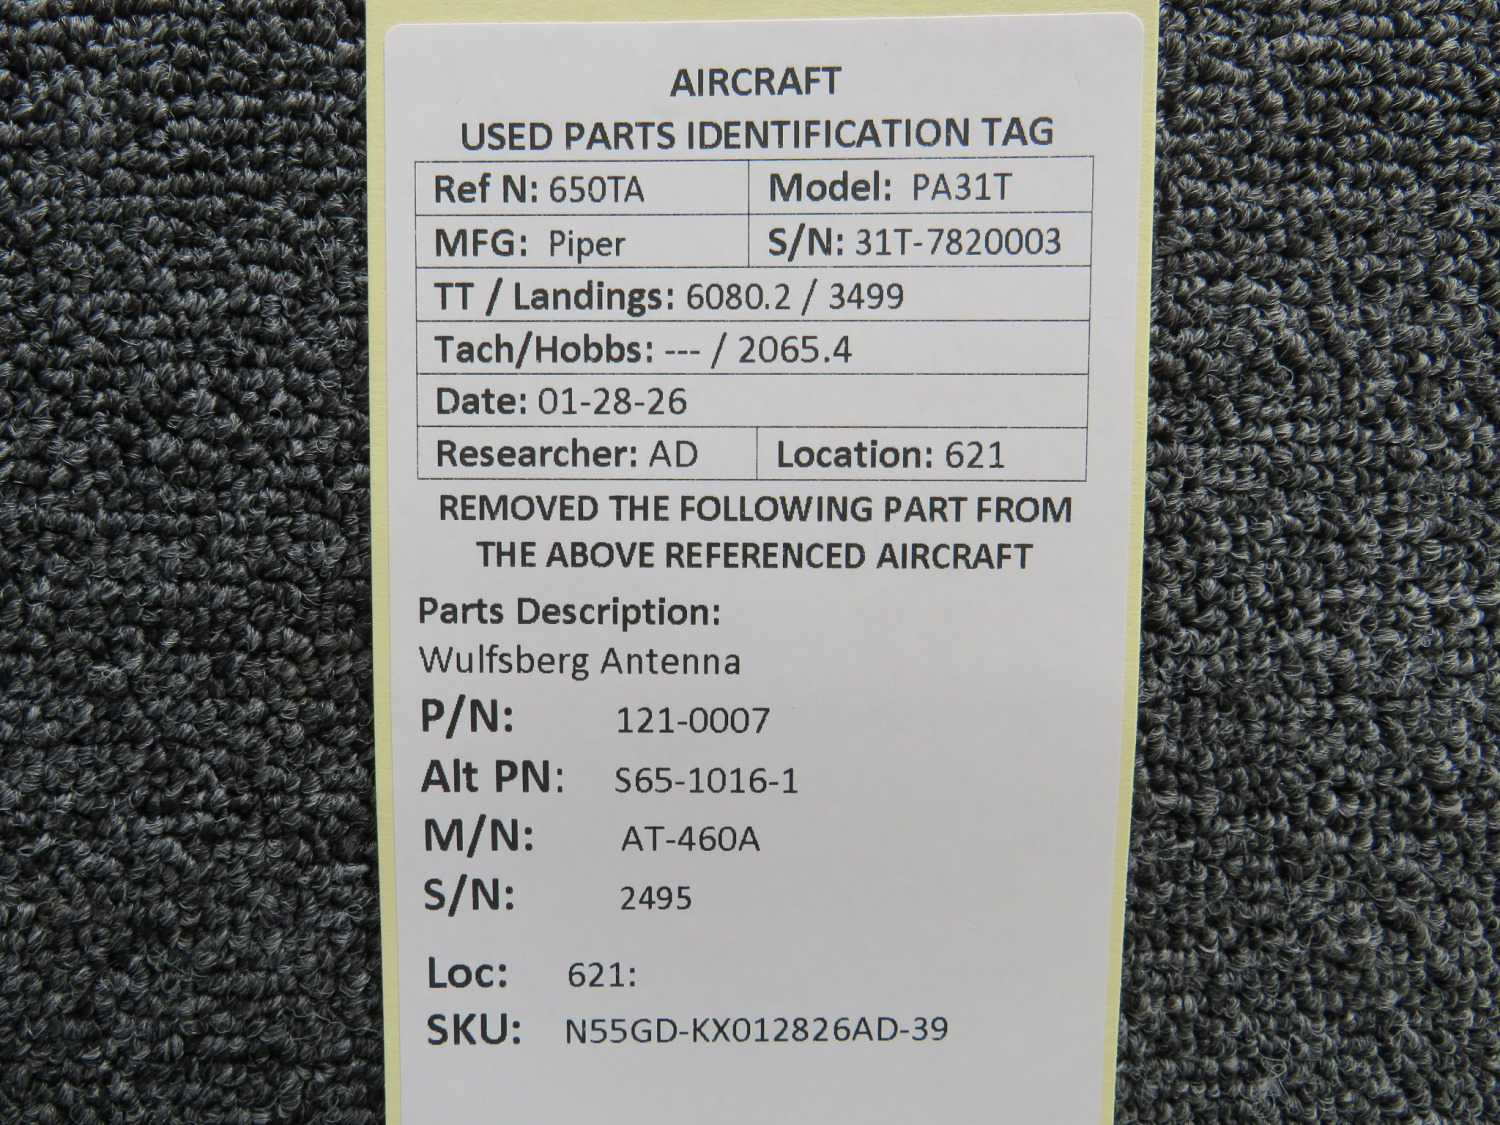 AIRCRAFT
USED PARTS IDENTIFICATION TAG
Ref N: 650TA Model: PA31T
MFG: Piper S/N: 31T-7820003
TT / Landings: 6080.2 / 3499
Tach/Hobbs: --- / 2065.4
Date: 01-28-26
Researcher: AD Location: 621
REMOVED THE FOLLOWING PART FROM
THE ABOVE REFERENCED AIRCRAFT
Parts Description:
Wulfsberg Antenna
P/N: 121-0007
Alt PN: S65-1016-1
M/N: AT-460A
S/N: 2495
Loc: 621:
SKU: N55GD-KX012826AD-39